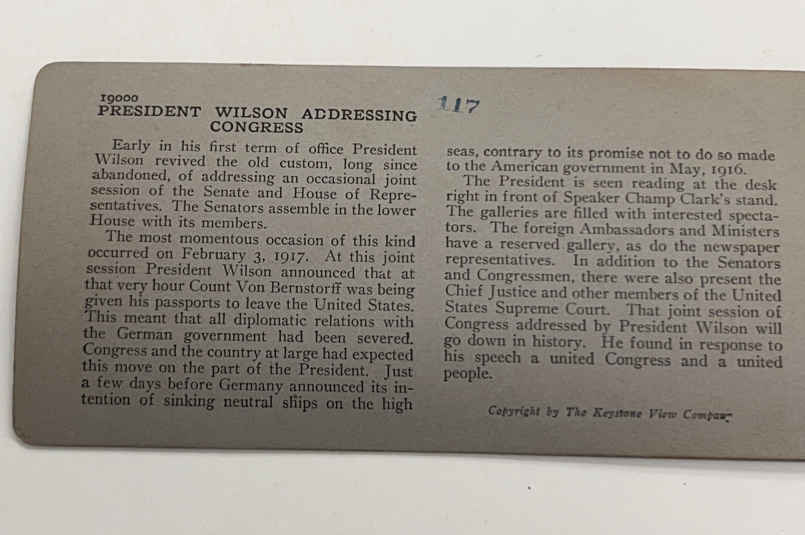 19000
PRESIDENT WILSON ADDRESSING
CONGRESS
Early in his first term of office President
Wilson revived the old custom, long since
abandoned, of addressing an occasional joint
session of the Senate and House of Repre-
sentatives. The Senators assemble in the lower
House with its members.
The most momentous occasion of this kind
occurred on February 3, 1917. At this joint
session President Wilson announced that at
that very hour Count Von Bernstorff was being
given his passports to leave the United States.
This meant that all diplomatic relations with
the German government had been severed.
Congress and the country at large had expected
this move on the part of the President. Just
a few days before Germany announced its in-
tention of sinking neutral ships on the high
117
seas, contrary to its promise not to do so made
to the American government in May, 1916.
The President is seen reading at the desk
right in front of Speaker Champ Clark's stand.
The galleries are filled with interested specta-
tors. The foreign Ambassadors and Ministers
have a reserved gallery, as do the newspaper
representatives. In addition to the Senators
and Congressmen, there were also present the
Chief Justice and other members of the United
States Supreme Court. That joint session of
Congress addressed by President Wilson will
go down in history. He found in response to
his speech a united Congress and a united
people.
Copyright by The Keystone View Company